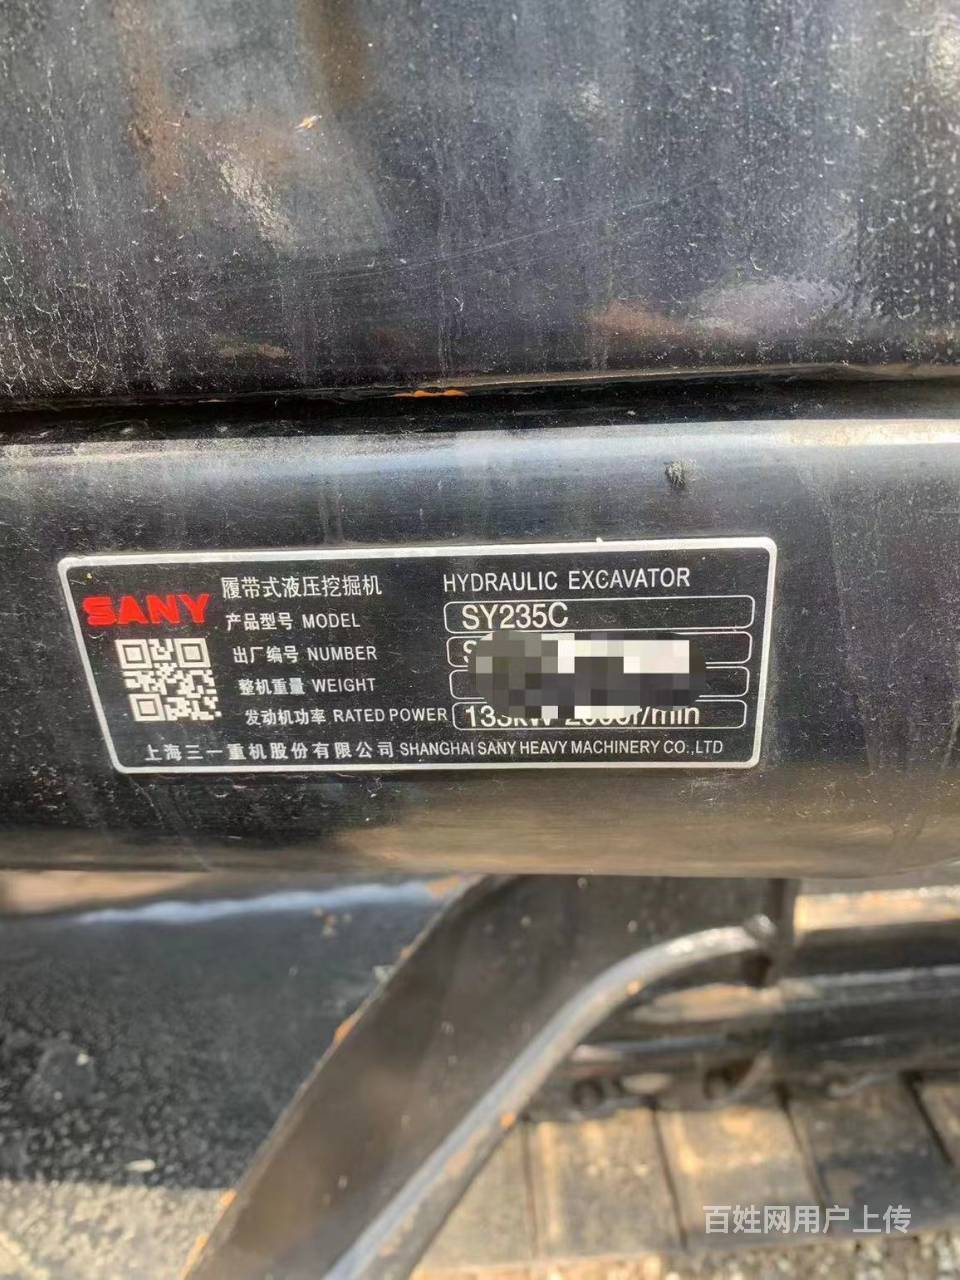 SANY
履带式液压挖掘机 HYDRAULIC EXCAVATOR
产品型号 MODEL SY235C
出厂编号 NUMBER
整机重量 WEIGHT
发动机功率 RATED POWER r/min
上海三一重机股份有限公司 SHANGHAI SANY HEAVY MACHINERY CO.,LTD
百姓网用户上传